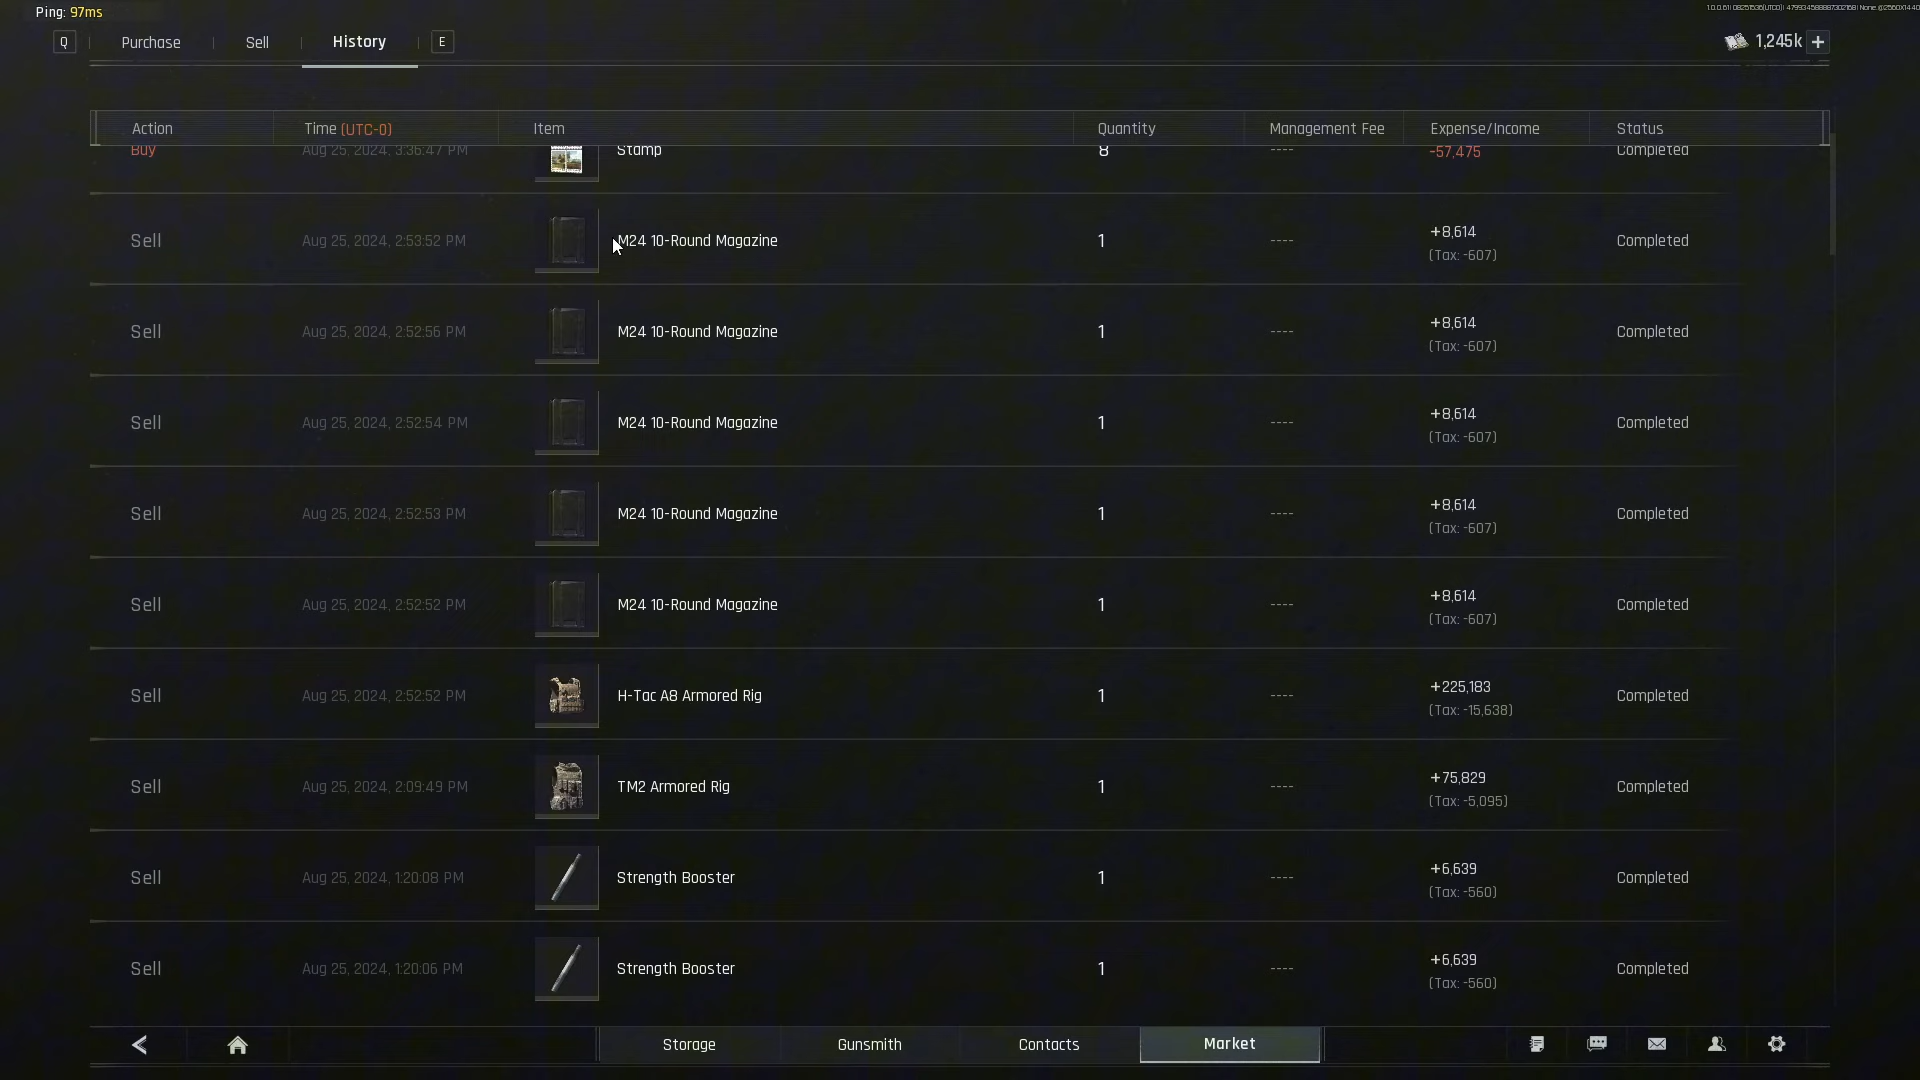 Ping: 97ms
Q Purchase Sell History E 1,245k +
Action Time (UTC-0) Item Quantity Management Fee Expense/Income Status
Buy Aug 25, 2024, 3:36:47 PM Stamp 8 ---- -57,475 Completed
Sell Aug 25, 2024, 2:53:52 PM M24 10-Round Magazine 1 ---- +8,614 Completed
(Tax: -607)
Sell Aug 25, 2024, 2:52:56 PM M24 10-Round Magazine 1 ---- +8,614 Completed
(Tax: -607)
Sell Aug 25, 2024, 2:52:54 PM M24 10-Round Magazine 1 ---- +8,614 Completed
(Tax: -607)
Sell Aug 25, 2024, 2:52:53 PM M24 10-Round Magazine 1 ---- +8,614 Completed
(Tax: -607)
Sell Aug 25, 2024, 2:52:52 PM M24 10-Round Magazine 1 ---- +8,614 Completed
(Tax: -607)
Sell Aug 25, 2024, 2:52:52 PM H-Tac A8 Armored Rig 1 ---- +225,183 Completed
(Tax: -15,638)
Sell Aug 25, 2024, 2:09:49 PM TM2 Armored Rig 1 ---- +75,829 Completed
(Tax: -5,095)
Sell Aug 25, 2024, 1:20:08 PM Strength Booster 1 ---- +6,639 Completed
(Tax: -560)
Sell Aug 25, 2024, 1:20:06 PM Strength Booster 1 ---- +6,639 Completed
(Tax: -560)
Storage Gunsmith Contacts Market